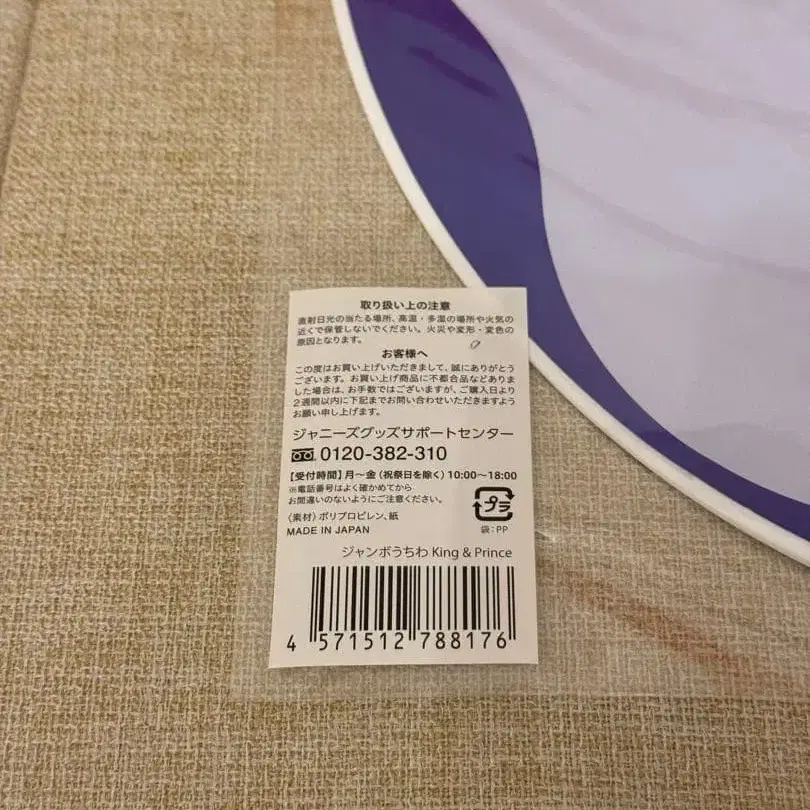 取り扱い上の注意
直射日光の当たる場所、高温・多湿の場所や火気の
近くで保管しないでください。火災や変形・変色の
原因となります。
お客様へ
この度はお買い上げいただきまして、誠にありがとう
ございます。お買い上げ商品に不都合品などありま
した場合は、お手数ではございますが、ご購入日より
2週間以内に下記までお問い合わせいただきますよう
お願い申し上げます。
ジャニーズグッズサポートセンター
0120-382-310
【受付時間】月〜金(祝祭日を除く)10:00〜18:00
※電話番号はよく確かめてから
お間違いのないようにご注意ください。
〈素材〉ポリプロピレン、紙
MADE IN JAPAN
プラ
袋:PP
ジャンボうちわ King & Prince
4 571512 788176